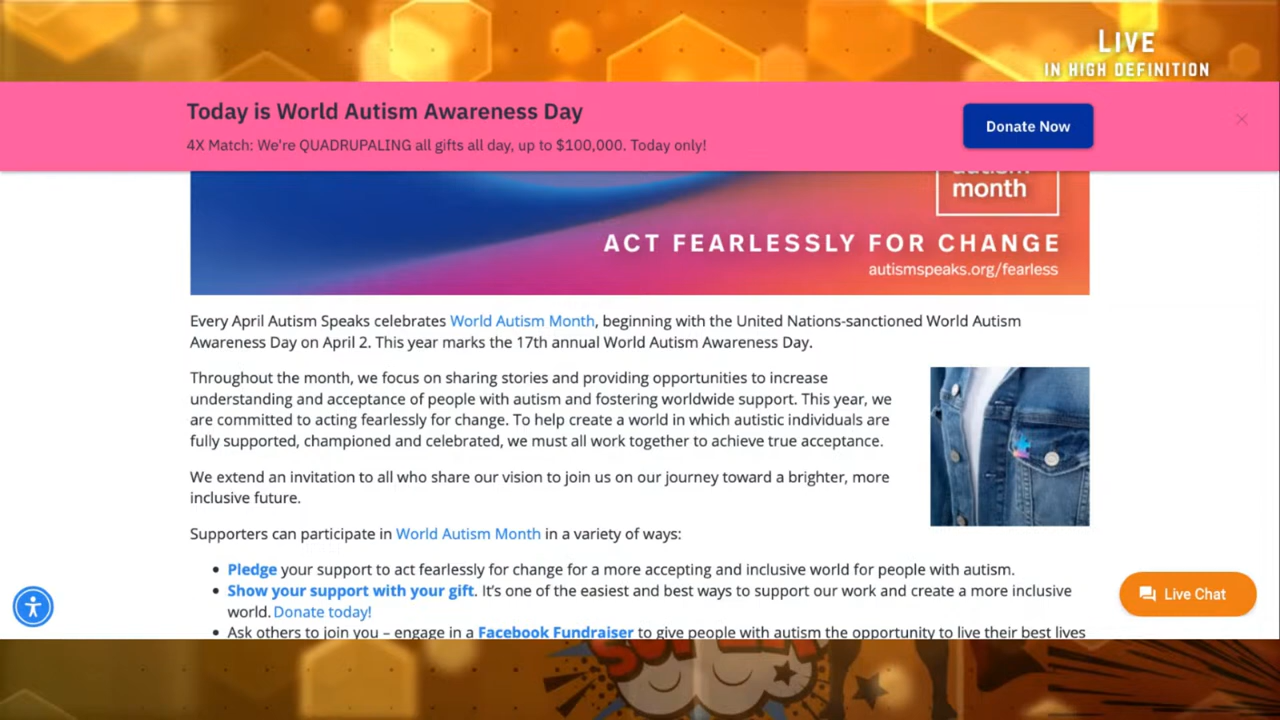 LIVE
IN HIGH DEFINITION
Today is World Autism Awareness Day
4X Match: We're QUADRUPALING all gifts all day, up to $100,000. Today only!
Donate Now
autism
month
ACT FEARLESSLY FOR CHANGE
autismspeaks.org/fearless
Every April Autism Speaks celebrates World Autism Month, beginning with the United Nations-sanctioned World Autism
Awareness Day on April 2. This year marks the 17th annual World Autism Awareness Day.
Throughout the month, we focus on sharing stories and providing opportunities to increase
understanding and acceptance of people with autism and fostering worldwide support. This year, we
are committed to acting fearlessly for change. To help create a world in which autistic individuals are
fully supported, championed and celebrated, we must all work together to achieve true acceptance.
We extend an invitation to all who share our vision to join us on our journey toward a brighter, more
inclusive future.
Supporters can participate in World Autism Month in a variety of ways:
• Pledge your support to act fearlessly for change for a more accepting and inclusive world for people with autism.
• Show your support with your gift. It’s one of the easiest and best ways to support our work and create a more inclusive
world. Donate today!
• Ask others to join you – engage in a Facebook Fundraiser to give people with autism the opportunity to live their best lives
Live Chat